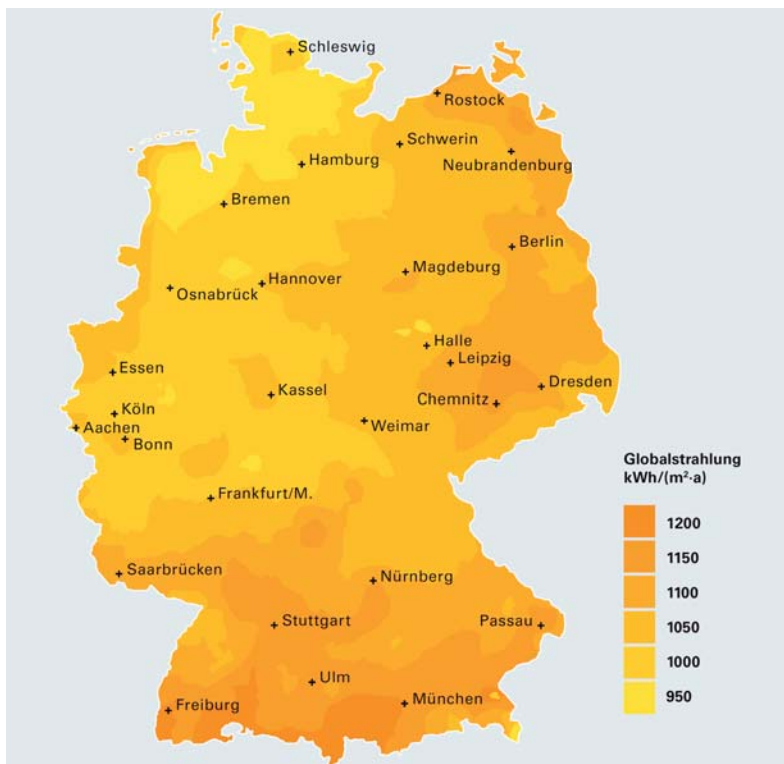 Schleswig
Rostock
Schwerin
Hamburg
Neubrandenburg
Bremen
Berlin
Magdeburg
Hannover
Osnabrück
Halle
Leipzig
Essen
Dresden
Kassel
Chemnitz
Köln
Weimar
Aachen
Bonn
Globalstrahlung
kWh/(m²·a)
Frankfurt/M.
1200
1150
Saarbrücken
Nürnberg
1100
Stuttgart
Passau
1050
1000
Ulm
950
Freiburg
München